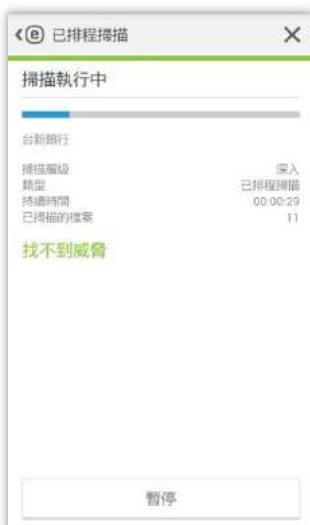 ‹ⓔ 已排程掃描 ✕
掃描執行中
台新銀行
掃描層級 深入
類型 已排程掃描
持續時間 00:00:29
已掃描的檔案 11
找不到威脅
暫停